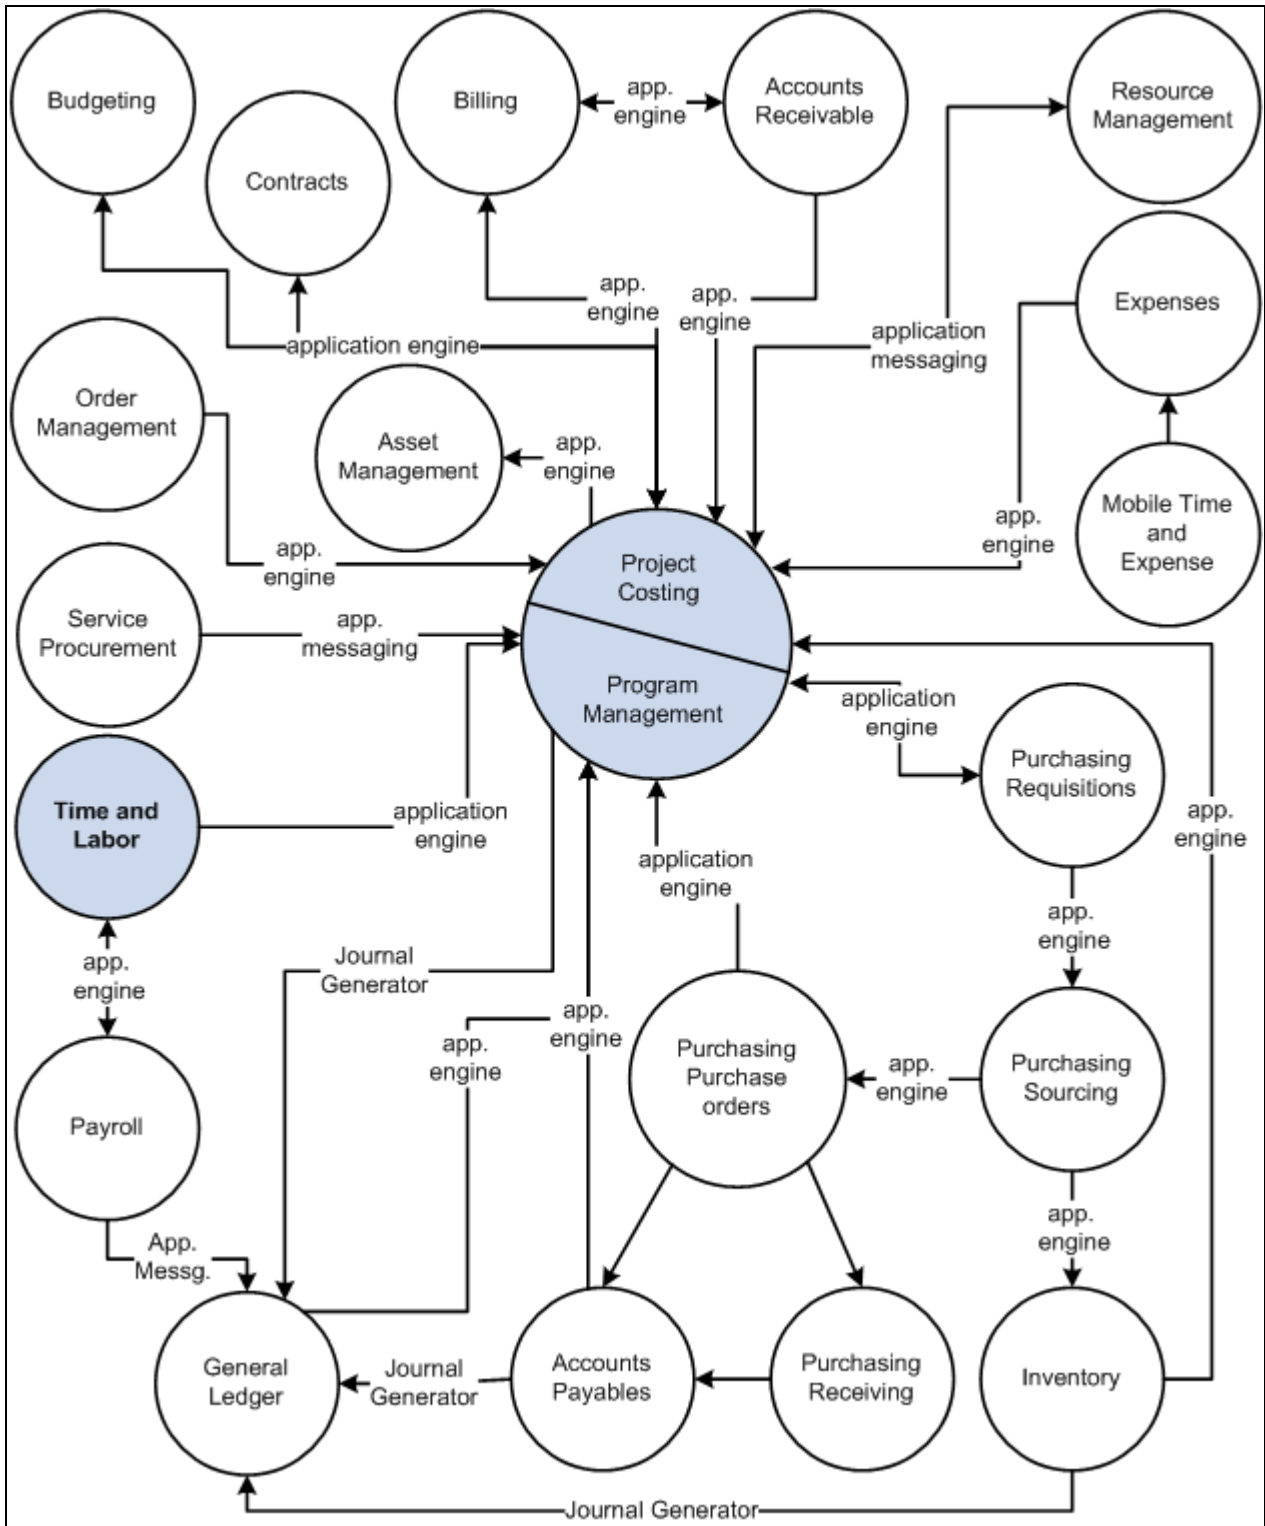 Budgeting
Contracts
Billing
app.
engine
Accounts
Receivable
Resource
Management
app.
engine
app.
engine
application
messaging
Expenses
application engine
Order
Management
Asset
Management
app.
engine
Mobile Time
and
Expense
app.
engine
app.
engine
Project
Costing
Service
Procurement
app.
messaging
Program
Management
application
engine
Purchasing
Requisitions
Time and
Labor
application
engine
app.
engine
application
engine
app.
engine
app.
engine
Journal
Generator
app.
engine
app.
engine
Purchasing
Purchase
orders
app.
engine
Purchasing
Sourcing
Payroll
App.
Messg.
app.
engine
General
Ledger
Journal
Generator
Accounts
Payables
Purchasing
Receiving
Inventory
Journal Generator